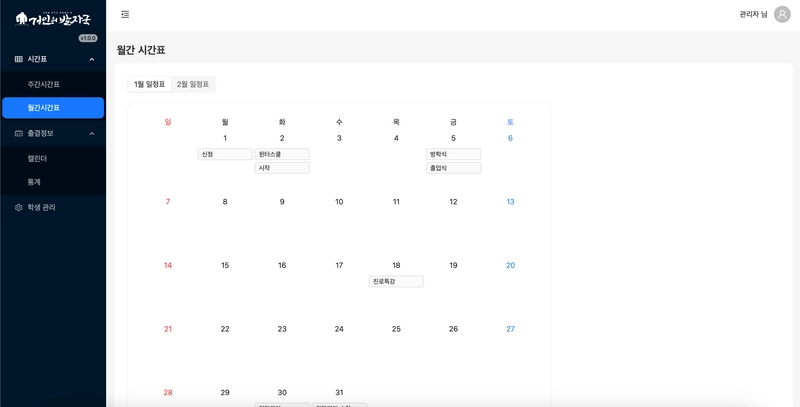 거인의 발자국
v1.0.0
관리자 님
시간표
주간시간표
월간시간표
출결정보
캘린더
통계
학생 관리
월간 시간표
1월 일정표 2월 일정표
일 월 화 수 목 금 토
1 2 3 4 5 6
신정 윈터스쿨 방학식
시작 졸업식
7 8 9 10 11 12 13
14 15 16 17 18 19 20
진로특강
21 22 23 24 25 26 27
28 29 30 31